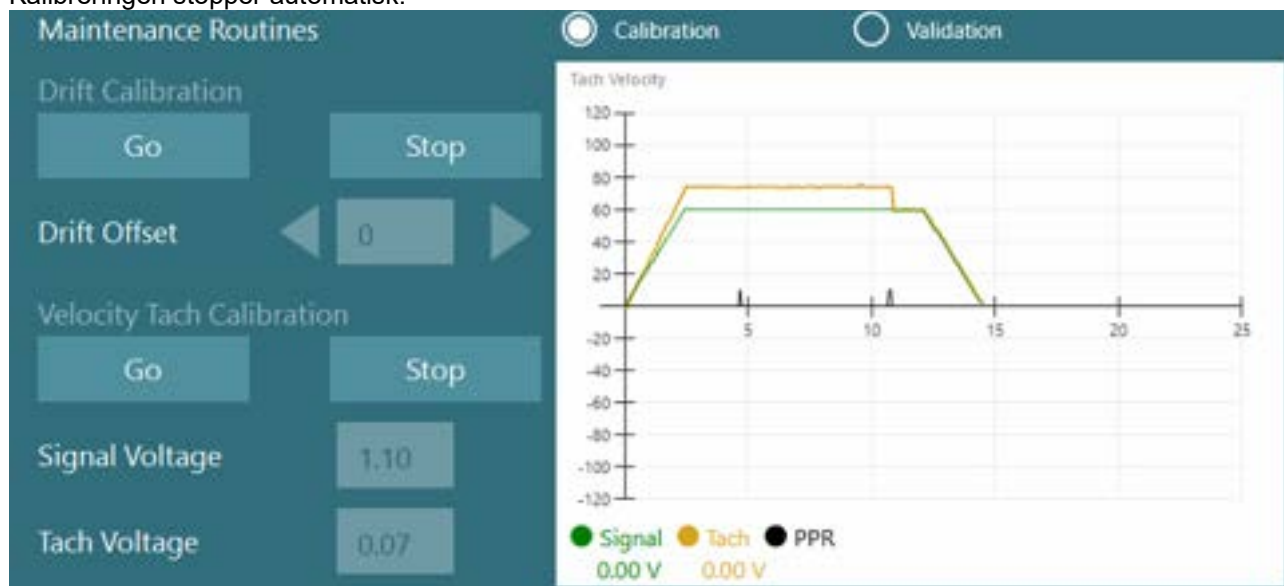 Kalibreringen stopper automatisk.
Maintenance Routines
Calibration
Validation
Drift Calibration
Go
Stop
Drift Offset
0
Velocity Tach Calibration
Go
Stop
Signal Voltage
1.10
Tach Voltage
0.07
Tach Velocity
120
100
80
60
40
20
5 10 15 20 25
-20
-40
-60
-80
-100
-120
Signal Tach PPR
0.00 V 0.00 V